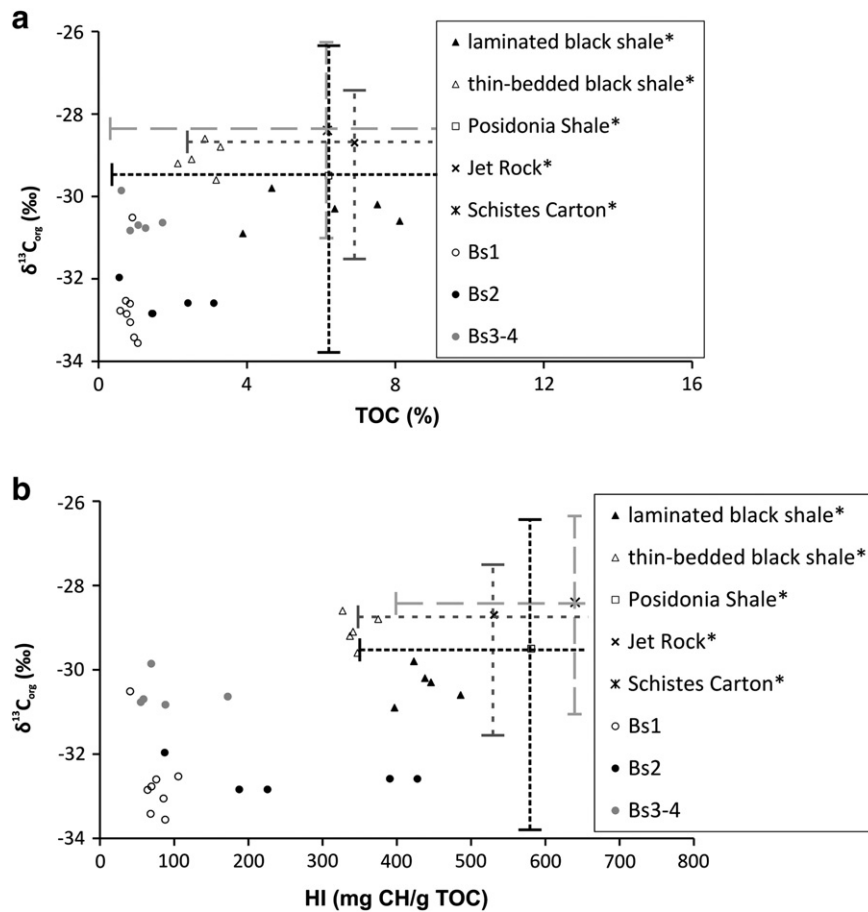 a
-26
-28
-30
-32
-34
δ¹³C_org (‰)
0
4
8
12
16
TOC (%)
laminated black shale*
thin-bedded black shale*
Posidonia Shale*
Jet Rock*
Schistes Carton*
Bs1
Bs2
Bs3-4
b
-26
-28
-30
-32
-34
δ¹³C_org (‰)
0
100
200
300
400
500
600
700
800
HI (mg CH/g TOC)
laminated black shale*
thin-bedded black shale*
Posidonia Shale*
Jet Rock*
Schistes Carton*
Bs1
Bs2
Bs3-4